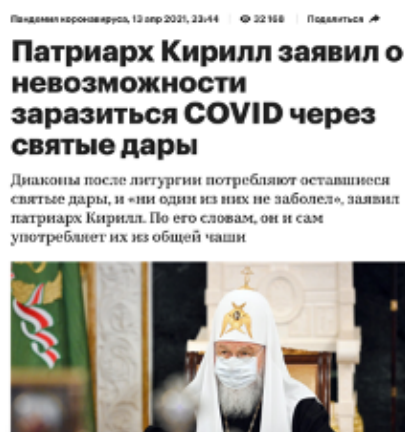 Пандемия коронавируса, 13 апр 2021, 23:44 32 168 Поделиться
Патриарх Кирилл заявил о
невозможности
заразиться COVID через
святые дары
Диаконы после литургии потребляют оставшиеся
святые дары, и «ни один из них не заболел», заявил
патриарх Кирилл. По его словам, он и сам
употребляет их из общей чаши